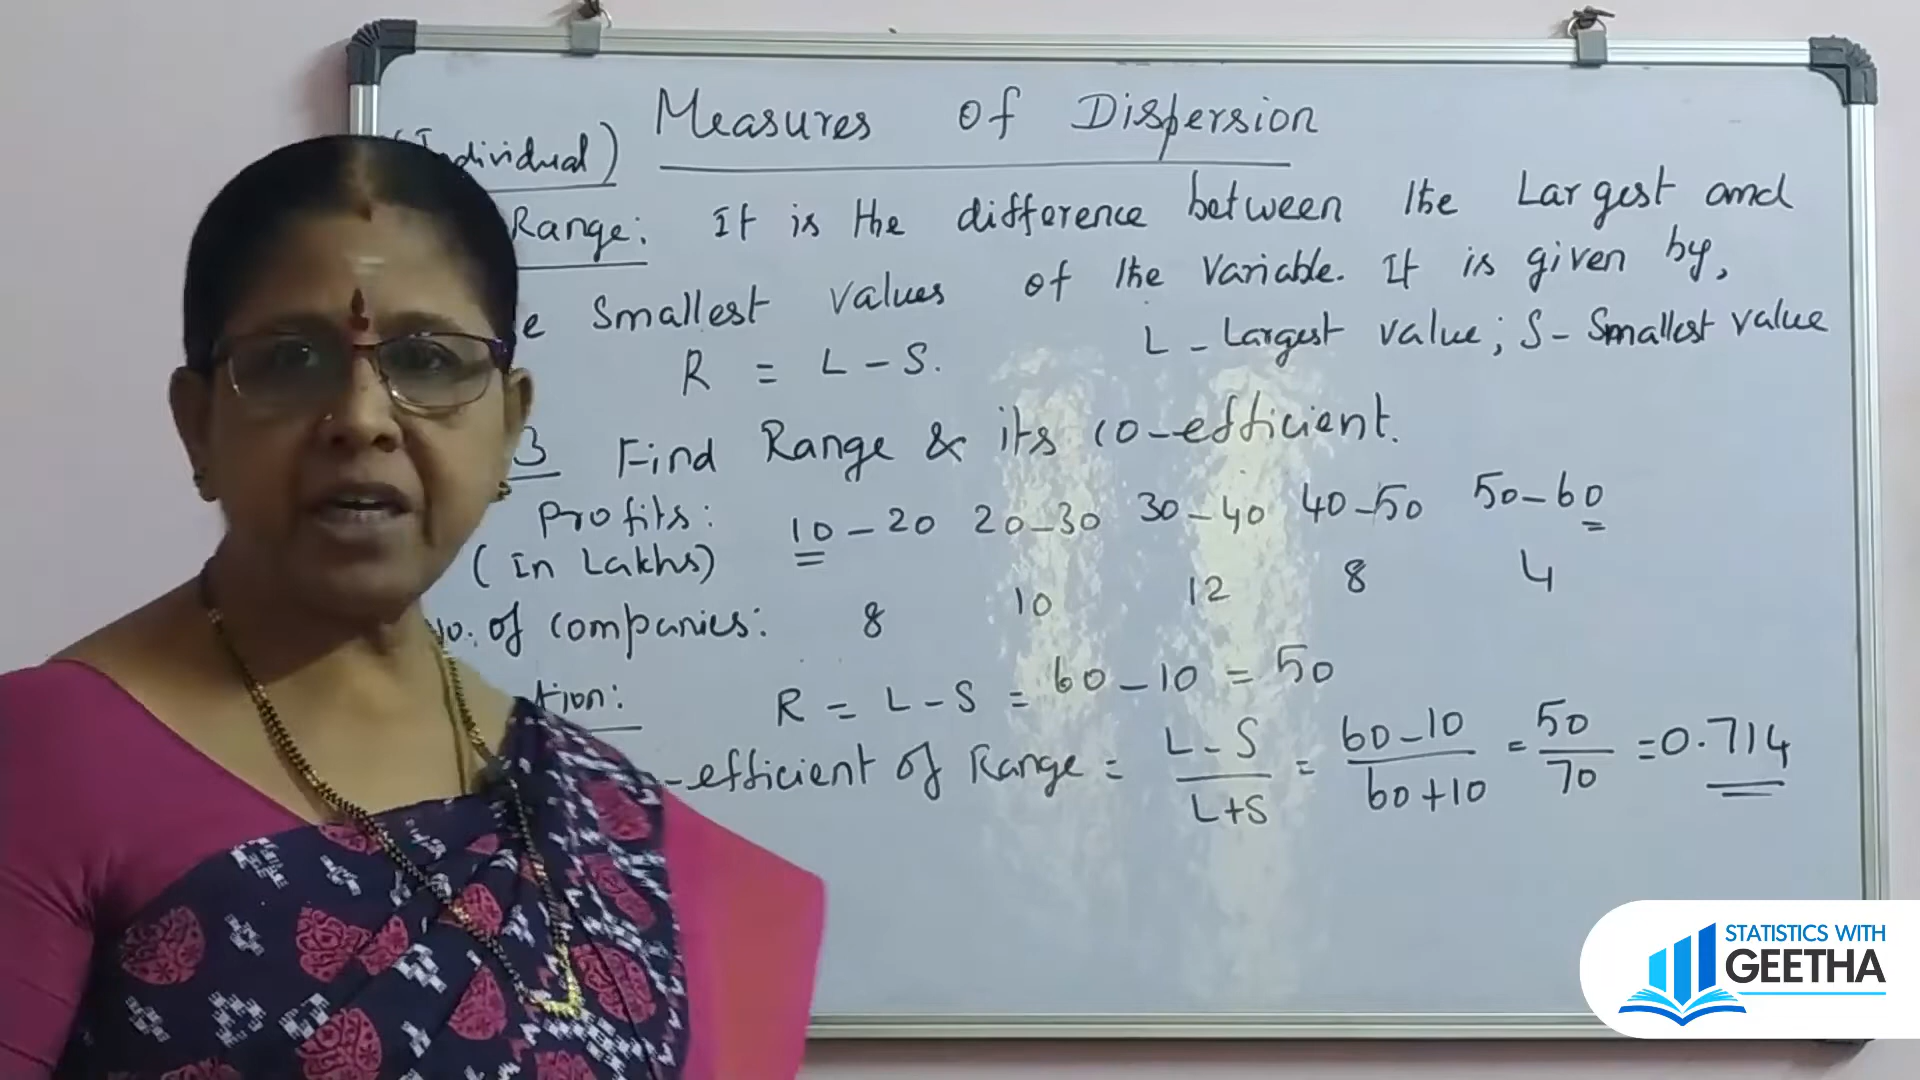 Measures of Dispersion
Individual)
Range: It is the difference between the Largest and
Smallest values of the Variable. It is given by,
R = L - S. L - Largest value; S - Smallest value
3 Find Range & its co-efficient.
Profits: 10 - 20 20 - 30 30 - 40 40 - 50 50 - 60
(In Lakhs)
No. of companies: 8 10 12 8 4
R = L - S = 60 - 10 = 50
-efficient of Range = L - S / L + S = 60 - 10 / 60 + 10 = 50 / 70 = 0.714
STATISTICS WITH
GEETHA